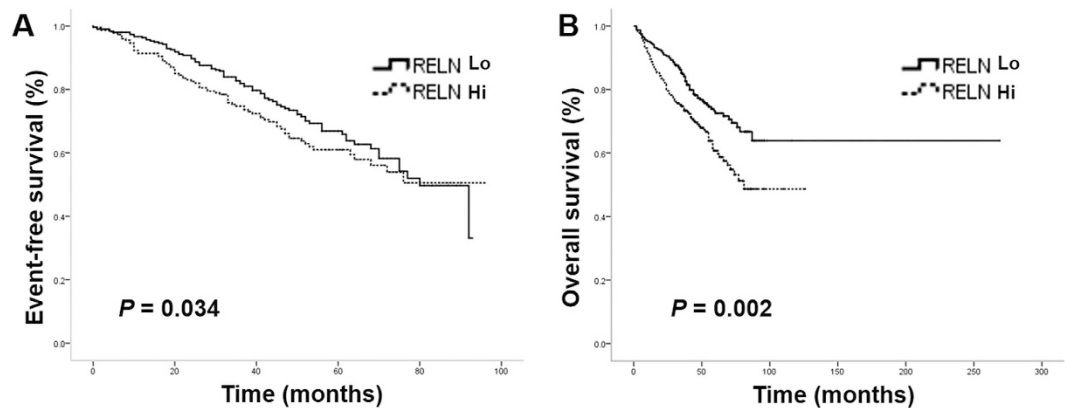 A
Event-free survival (%)
1.0
0.8
0.6
0.4
0.2
0.0
RELN Lo
RELN Hi
P = 0.034
0 20 40 60 80 100
Time (months)
B
Overall survival (%)
1.0
0.8
0.6
0.4
0.2
0.0
RELN Lo
RELN Hi
P = 0.002
0 50 100 150 200 250 300
Time (months)